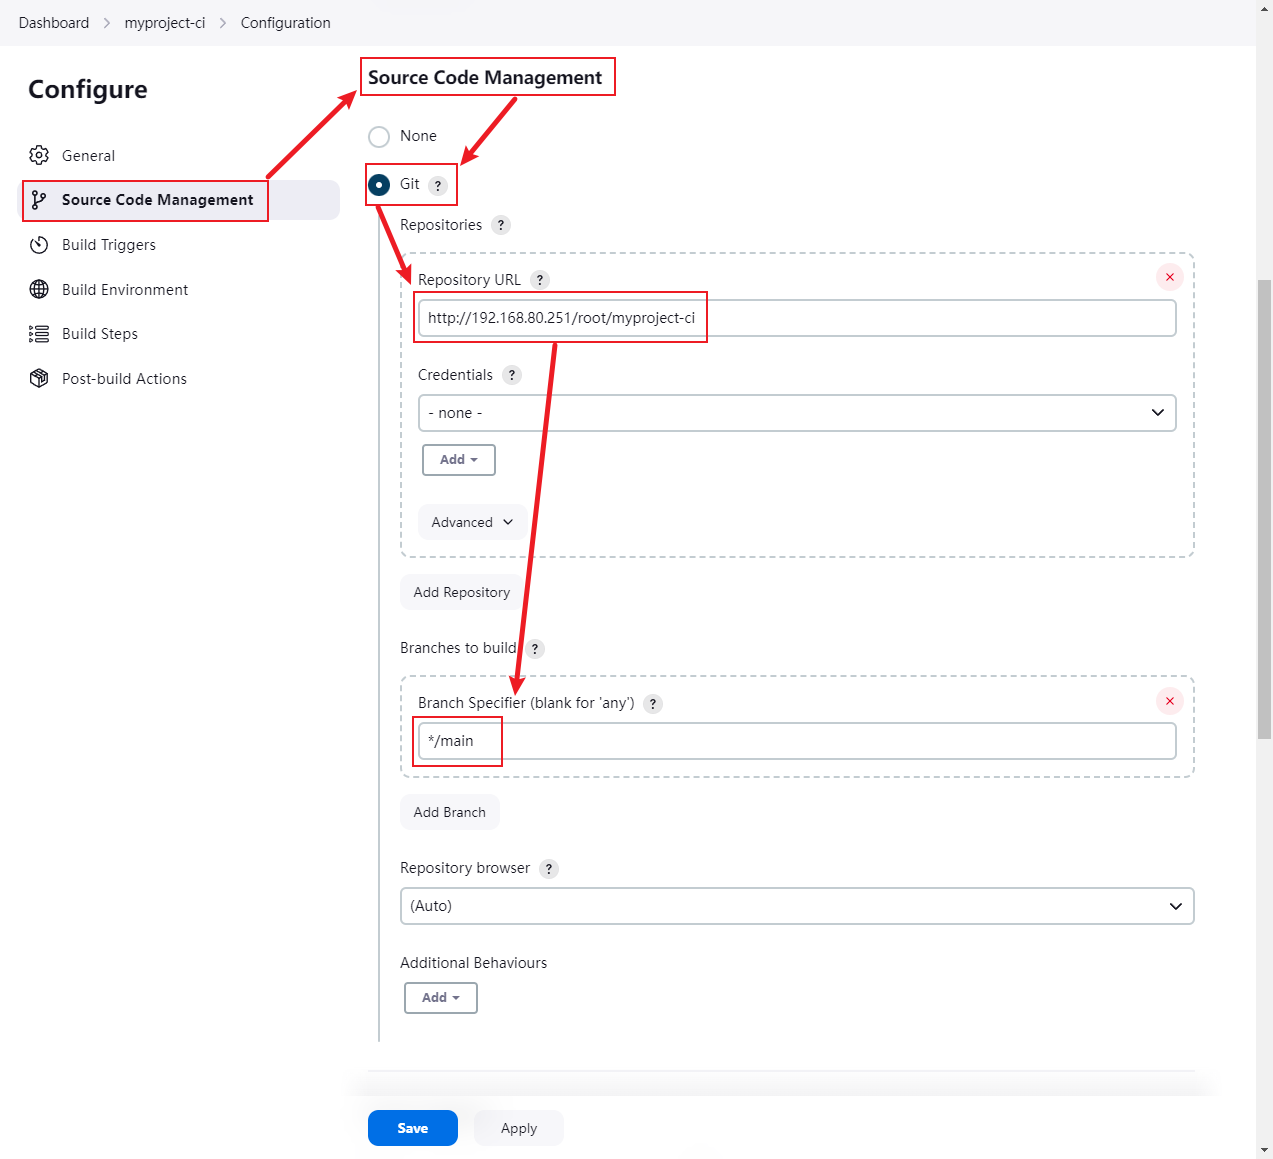 Dashboard > myproject-ci > Configuration
Configure
General
Source Code Management
Build Triggers
Build Environment
Build Steps
Post-build Actions
Source Code Management
None
Git ?
Repositories ?
Repository URL ?
http://192.168.80.251/root/myproject-ci
Credentials ?
- none -
Add
Advanced
Add Repository
Branches to build ?
Branch Specifier (blank for 'any') ?
*/main
Add Branch
Repository browser ?
(Auto)
Additional Behaviours
Add
Save Apply